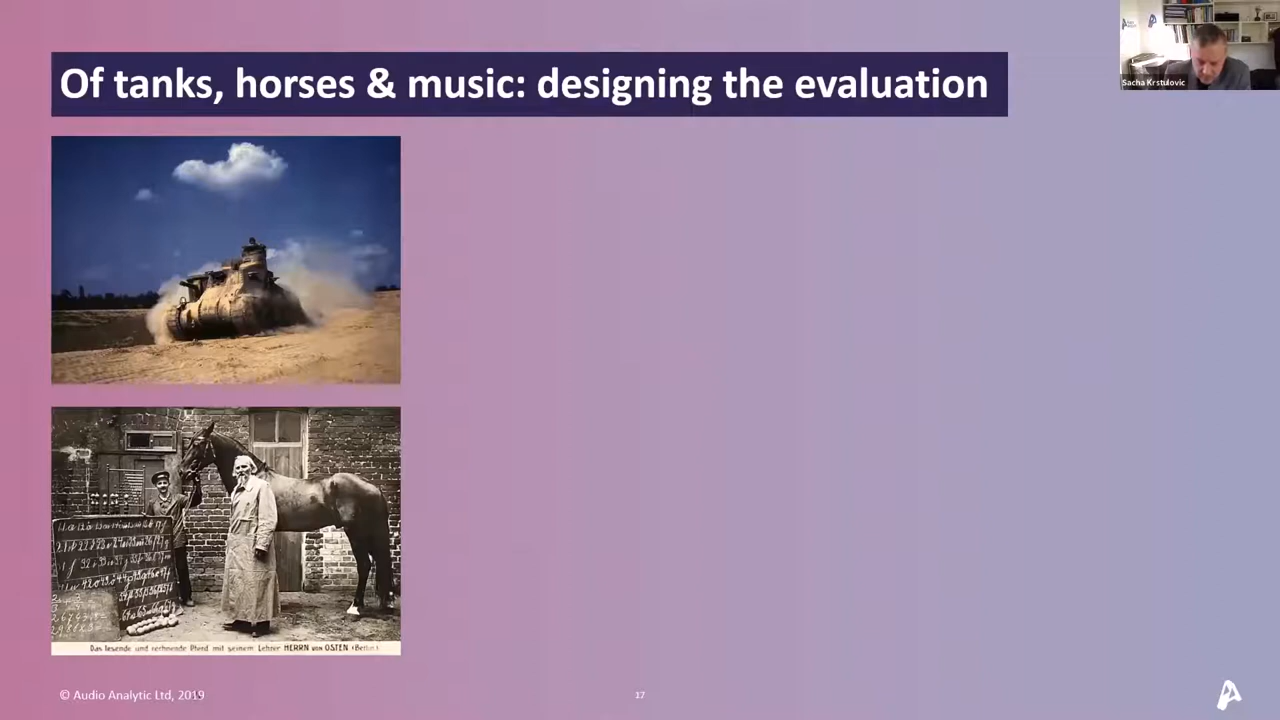 Of tanks, horses & music: designing the evaluation
Sacha Krstulovic
Das lesende und rechnende Pferd mit seinem Lehrer HERRN von OSTEN (Berlin)
© Audio Analytic Ltd, 2019
17